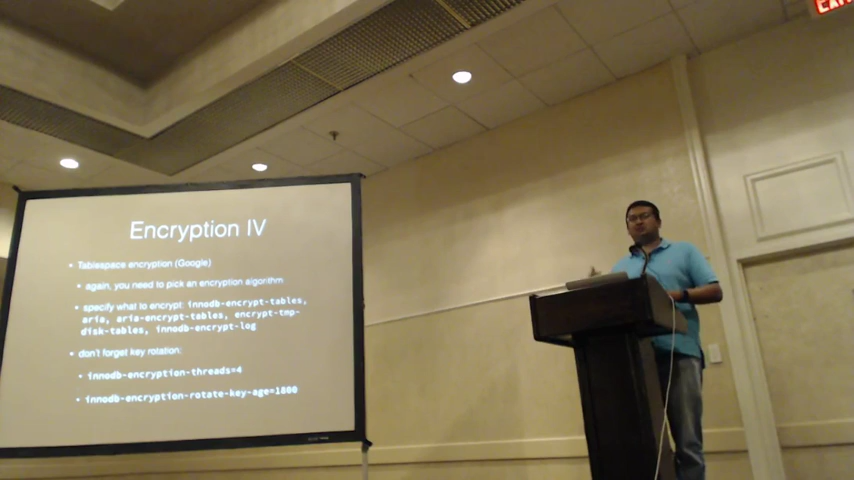 EXIT
Encryption IV
• Tablespace encryption (Google)
• again, you need to pick an encryption algorithm
• specify what to encrypt: innodb-encrypt-tables,
aria, aria-encrypt-tables, encrypt-tmp-
disk-tables, innodb-encrypt-log
• don't forget key rotation:
• innodb-encryption-threads=4
• innodb-encryption-rotate-key-age=1800